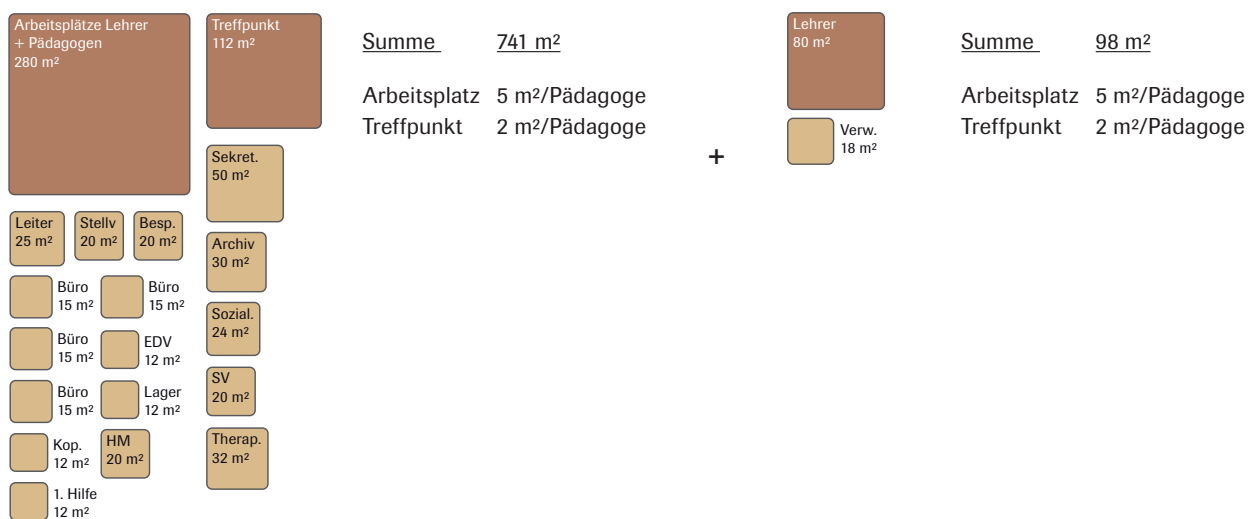 Arbeitsplätze Lehrer
+ Pädagogen
280 m²
Treffpunkt
112 m²
Summe 741 m²
Arbeitsplatz 5 m²/Pädagoge
Treffpunkt 2 m²/Pädagoge
+
Lehrer
80 m²
Verw.
18 m²
Summe 98 m²
Arbeitsplatz 5 m²/Pädagoge
Treffpunkt 2 m²/Pädagoge
Sekret.
50 m²
Leiter
25 m²
Stellv
20 m²
Besp.
20 m²
Archiv
30 m²
Büro
15 m²
Büro
15 m²
Sozial.
24 m²
Büro
15 m²
EDV
12 m²
SV
20 m²
Büro
15 m²
Lager
12 m²
Kop.
12 m²
HM
20 m²
Therap.
32 m²
1. Hilfe
12 m²